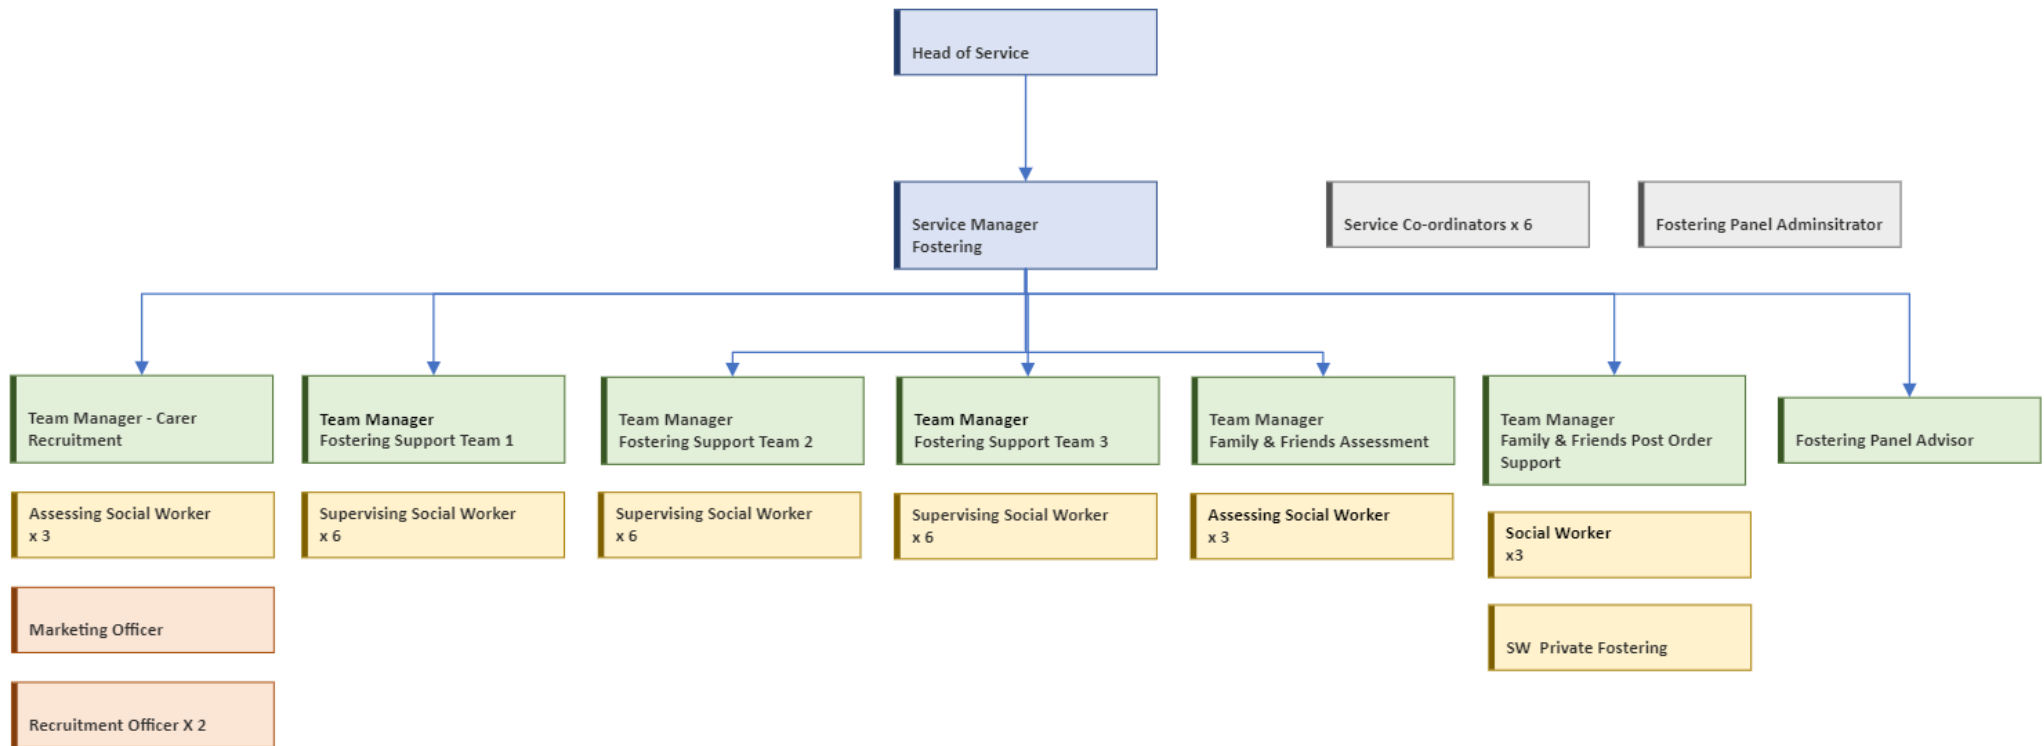 Head of Service
Service Manager
Fostering
Service Co-ordinators x 6
Fostering Panel Adminsitrator
Team Manager - Carer
Recruitment
Team Manager
Fostering Support Team 1
Team Manager
Fostering Support Team 2
Team Manager
Fostering Support Team 3
Team Manager
Family & Friends Assessment
Team Manager
Family & Friends Post Order
Support
Fostering Panel Advisor
Assessing Social Worker
x 3
Supervising Social Worker
x 6
Supervising Social Worker
x 6
Supervising Social Worker
x 6
Assessing Social Worker
x 3
Social Worker
x3
Marketing Officer
SW  Private Fostering
Recruitment Officer X 2